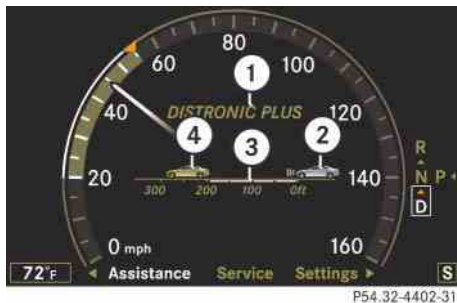 80
60
100
1
40
DISTRONIC PLUS
120
4
3
2
R
20
140
N P
300 200 100 0ft
D
0 mph
160
72°F
Assistance Service Settings
S
P54.32-4402-31